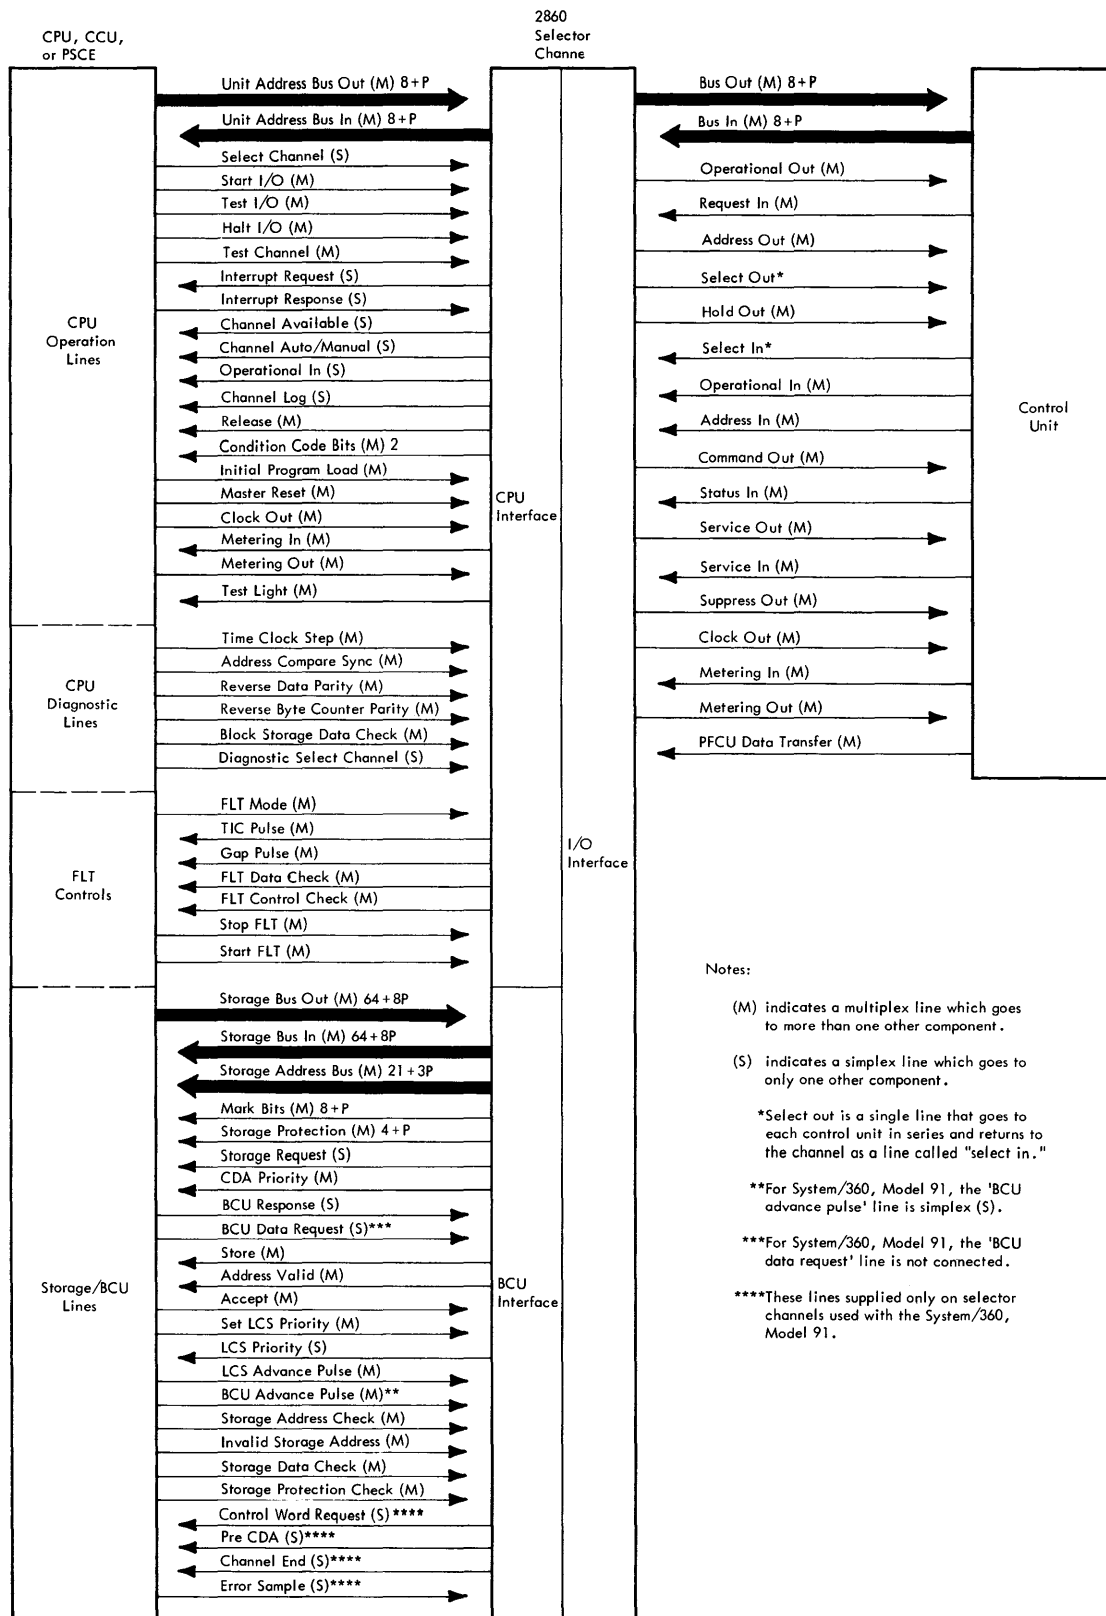 CPU, CCU,
or PSCE
2860
Selector
Channe
CPU
Operation
Lines
Unit Address Bus Out (M) 8+P
Unit Address Bus In (M) 8+P
Select Channel (S)
Start I/O (M)
Test I/O (M)
Halt I/O (M)
Test Channel (M)
Interrupt Request (S)
Interrupt Response (S)
Channel Available (S)
Channel Auto/Manual (S)
Operational In (S)
Channel Log (S)
Release (M)
Condition Code Bits (M) 2
Initial Program Load (M)
Master Reset (M)
Clock Out (M)
Metering In (M)
Metering Out (M)
Test Light (M)
CPU
Diagnostic
Lines
Time Clock Step (M)
Address Compare Sync (M)
Reverse Data Parity (M)
Reverse Byte Counter Parity (M)
Block Storage Data Check (M)
Diagnostic Select Channel (S)
FLT
Controls
FLT Mode (M)
TIC Pulse (M)
Gap Pulse (M)
FLT Data Check (M)
FLT Control Check (M)
Stop FLT (M)
Start FLT (M)
Storage/BCU
Lines
Storage Bus Out (M) 64+8P
Storage Bus In (M) 64+8P
Storage Address Bus (M) 21+3P
Mark Bits (M) 8+P
Storage Protection (M) 4+P
Storage Request (S)
CDA Priority (M)
BCU Response (S)
BCU Data Request (S)***
Store (M)
Address Valid (M)
Accept (M)
Set LCS Priority (M)
LCS Priority (S)
LCS Advance Pulse (M)
BCU Advance Pulse (M)**
Storage Address Check (M)
Invalid Storage Address (M)
Storage Data Check (M)
Storage Protection Check (M)
Control Word Request (S) ****
Pre CDA (S)****
Channel End (S)****
Error Sample (S)****
CPU
Interface
BCU
Interface
I/O
Interface
Bus Out (M) 8+P
Bus In (M) 8+P
Operational Out (M)
Request In (M)
Address Out (M)
Select Out*
Hold Out (M)
Select In*
Operational In (M)
Address In (M)
Command Out (M)
Status In (M)
Service Out (M)
Service In (M)
Suppress Out (M)
Clock Out (M)
Metering In (M)
Metering Out (M)
PFCU Data Transfer (M)
Control
Unit
Notes:
(M) indicates a multiplex line which goes
to more than one other component.
(S) indicates a simplex line which goes to
only one other component.
*Select out is a single line that goes to
each control unit in series and returns to
the channel as a line called "select in."
**For System/360, Model 91, the 'BCU
advance pulse' line is simplex (S).
***For System/360, Model 91, the 'BCU
data request' line is not connected.
****These lines supplied only on selector
channels used with the System/360,
Model 91.